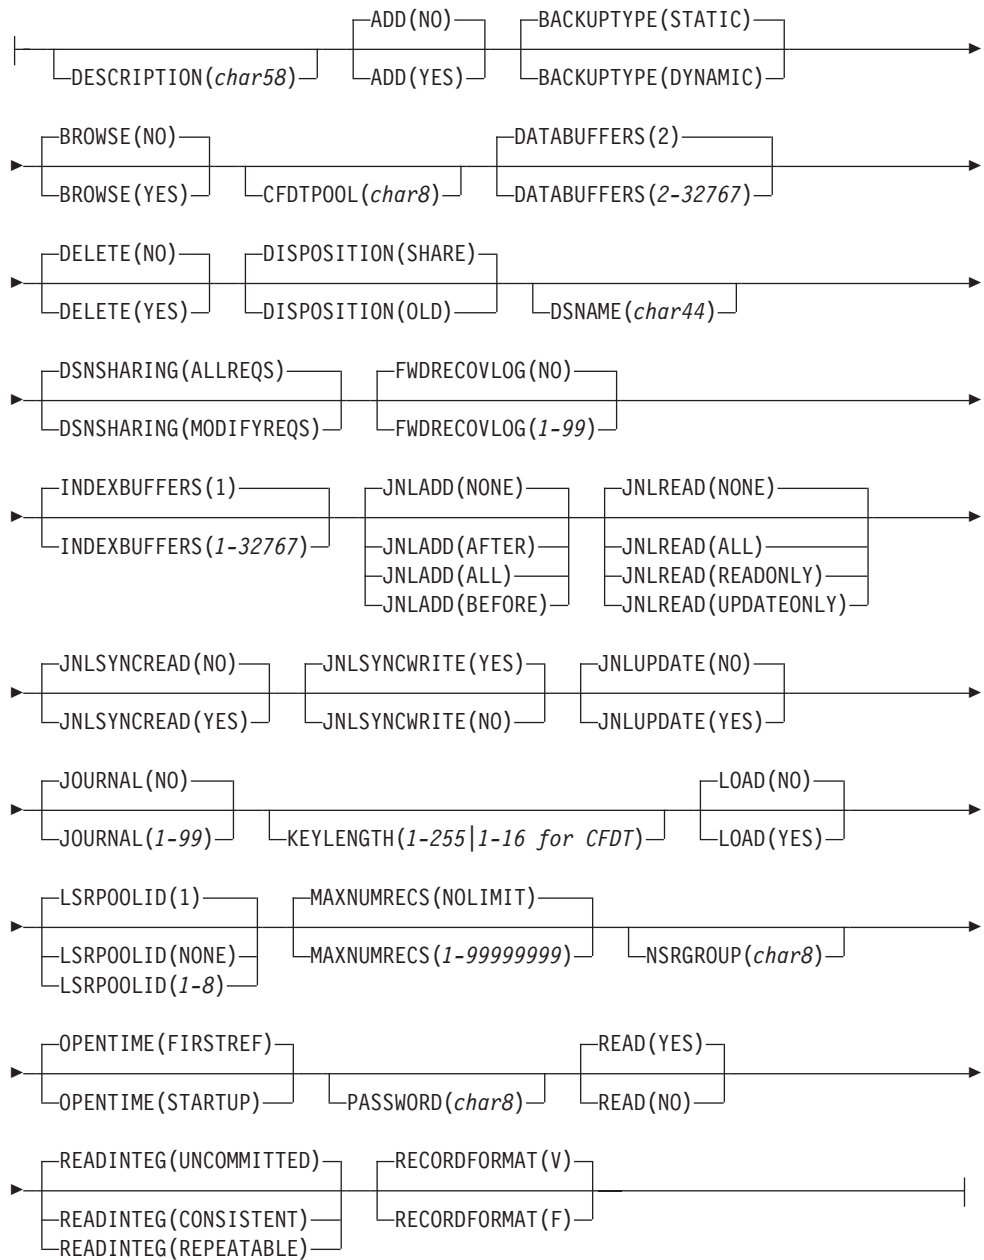 ADD(NO) BACKUPTYPE(STATIC)
DESCRIPTION(char58) ADD(YES) BACKUPTYPE(DYNAMIC)
BROWSE(NO) DATABUFFERS(2)
BROWSE(YES) CFDTPOOL(char8) DATABUFFERS(2-32767)
DELETE(NO) DISPOSITION(SHARE)
DELETE(YES) DISPOSITION(OLD) DSNAME(char44)
DSNSHARING(ALLREQS) FWDRECOVLOG(NO)
DSNSHARING(MODIFYREQS) FWDRECOVLOG(1-99)
INDEXBUFFERS(1) JNLADD(NONE) JNLREAD(NONE)
INDEXBUFFERS(1-32767) JNLADD(AFTER) JNLREAD(ALL)
JNLADD(ALL) JNLREAD(READONLY)
JNLADD(BEFORE) JNLREAD(UPDATEONLY)
JNLSYNCREAD(NO) JNLSYNCWRITE(YES) JNLUPDATE(NO)
JNLSYNCREAD(YES) JNLSYNCWRITE(NO) JNLUPDATE(YES)
JOURNAL(NO) LOAD(NO)
JOURNAL(1-99) KEYLENGTH(1-255|1-16 for CFDT) LOAD(YES)
LSRPOOLID(1) MAXNUMRECS(NOLIMIT)
LSRPOOLID(NONE) MAXNUMRECS(1-99999999) NSRGROUP(char8)
LSRPOOLID(1-8)
OPENTIME(FIRSTREF) READ(YES)
OPENTIME(STARTUP) PASSWORD(char8) READ(NO)
READINTEG(UNCOMMITTED) RECORDFORMAT(V)
READINTEG(CONSISTENT) RECORDFORMAT(F)
READINTEG(REPEATABLE)